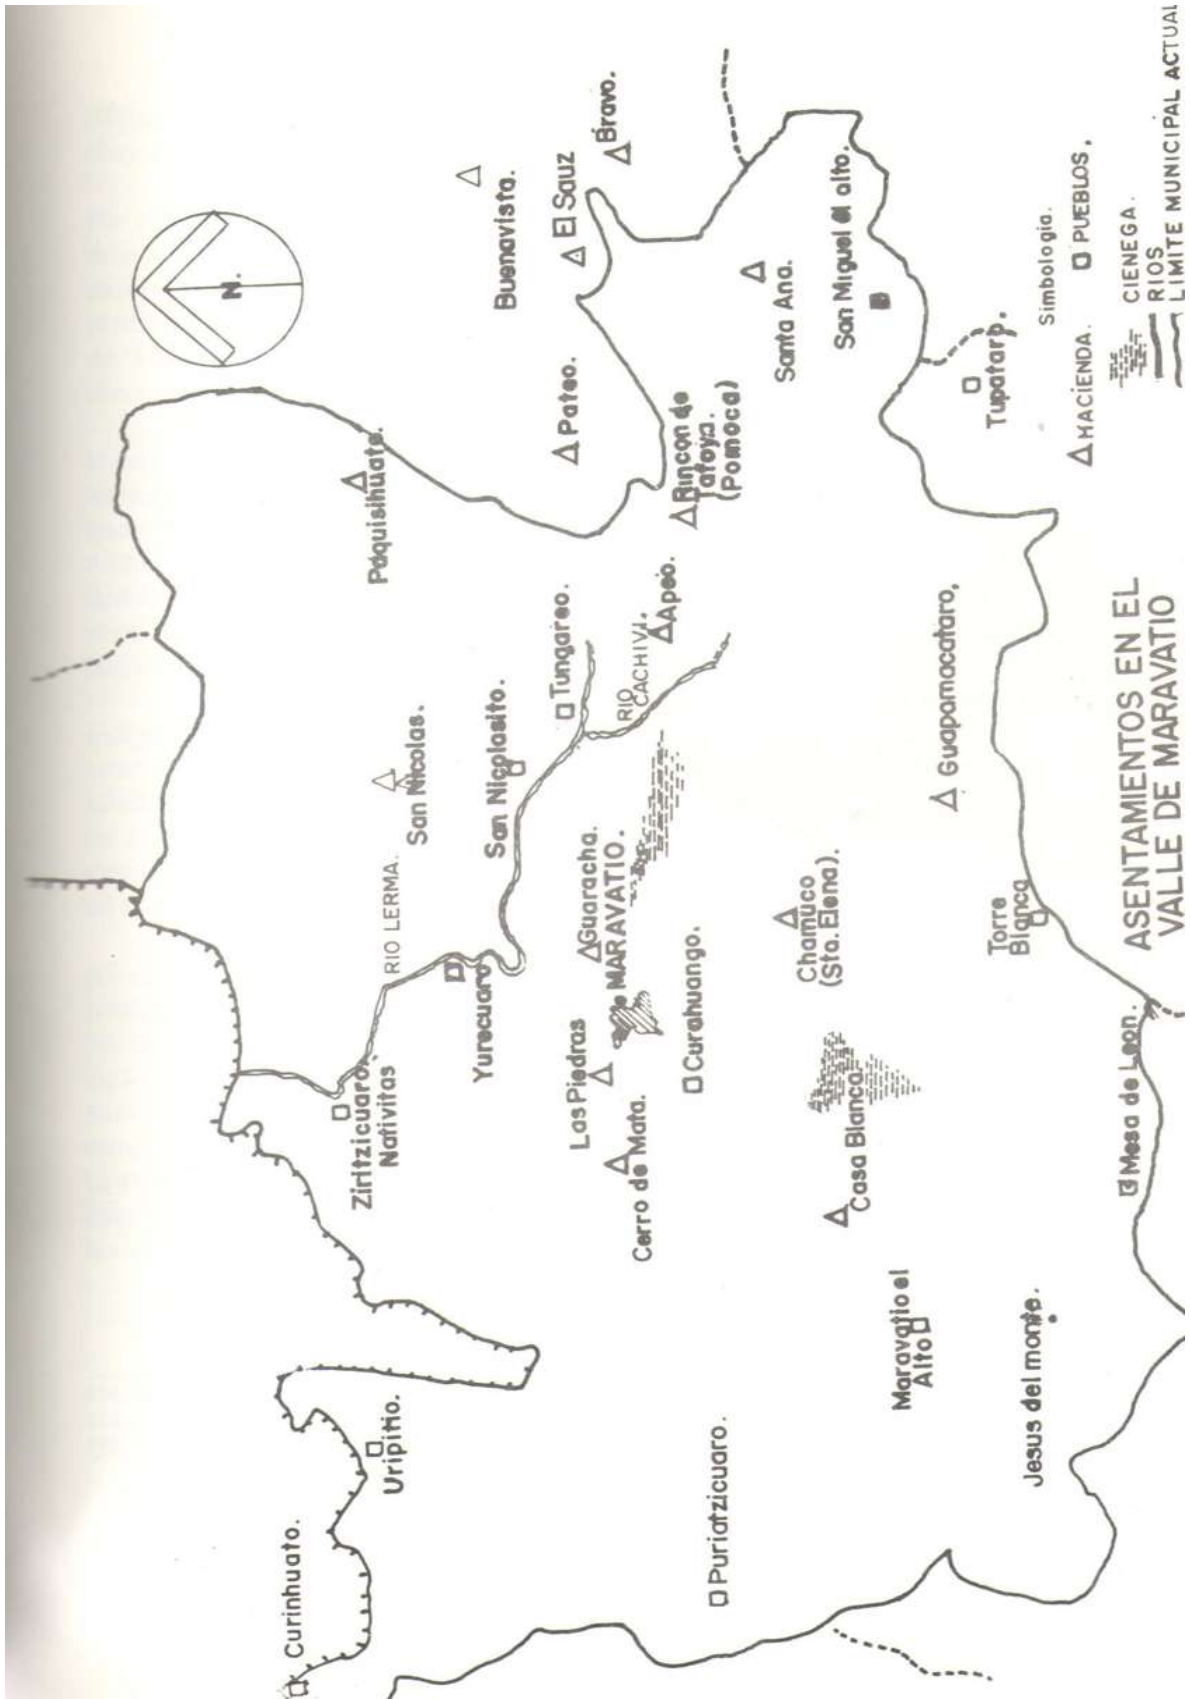 N.
Curinhuato.
Uripitio.
Ziritzicuaro,
Nativitas
RIO LERMA.
San Nicolas.
Paquisihuato.
Yurecuaro
San Nicolasito.
Buenavista.
Tungareo.
Pateo.
El Sauz
Bravo.
Las Piedras
Guaracha.
MARAVATIO.
Cerro de Mata.
RIO
CACHIVI.
Apeo.
Rincon de
Tafoya.
(Pomoca)
Curahuango.
Puriatzicuaro.
Santa Ana.
Chamuco
(Sta. Elena).
San Miguel el alto.
Casa Blanca
Maravatio el
Alto
Guapamacataro,
Tupataro,
Torre
Blanca
Jesus del monte.
Mesa de Leon.
Simbologia.
HACIENDA.
PUEBLOS,
CIENEGA.
RIOS
LIMITE MUNICIPAL ACTUAL
ASENTAMIENTOS EN EL
VALLE DE MARAVATIO